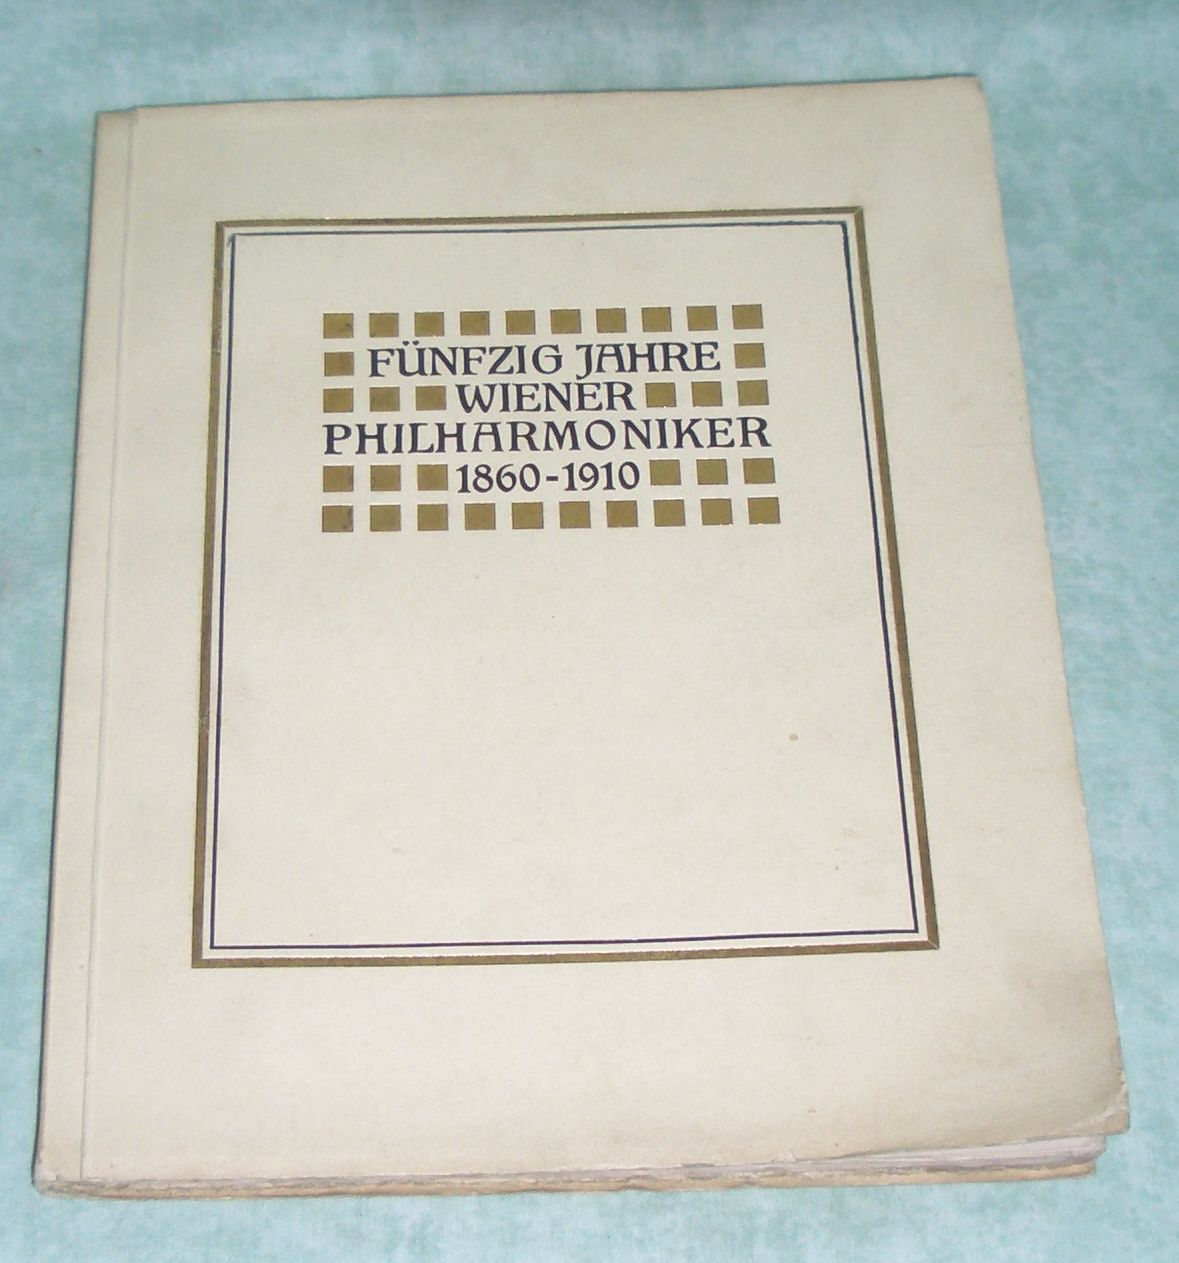 FÜNFZIG JAHRE
WIENER
PHILHARMONIKER
1860-1910